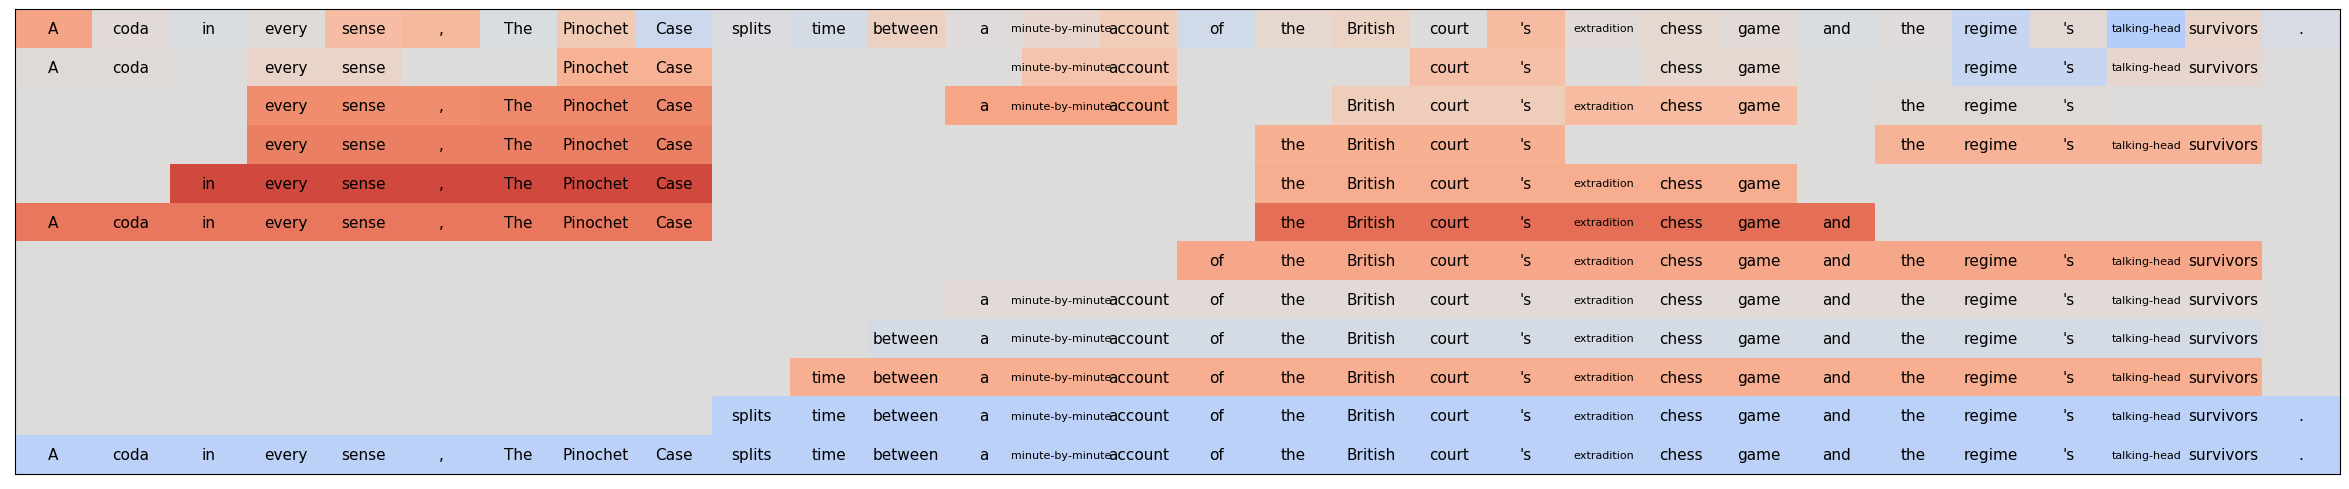 A coda in every sense , The Pinochet Case splits time between a minute-by-minute account of the British court 's extradition chess game and the regime 's talking-head survivors .
A coda every sense Pinochet Case minute-by-minute account court 's chess game regime 's talking-head survivors
every sense , The Pinochet Case a minute-by-minute account British court 's extradition chess game the regime 's
every sense , The Pinochet Case the British court 's the regime 's talking-head survivors
in every sense , The Pinochet Case the British court 's extradition chess game
A coda in every sense , The Pinochet Case the British court 's extradition chess game and
of the British court 's extradition chess game and the regime 's talking-head survivors
a minute-by-minute account of the British court 's extradition chess game and the regime 's talking-head survivors
between a minute-by-minute account of the British court 's extradition chess game and the regime 's talking-head survivors
time between a minute-by-minute account of the British court 's extradition chess game and the regime 's talking-head survivors
splits time between a minute-by-minute account of the British court 's extradition chess game and the regime 's talking-head survivors .
A coda in every sense , The Pinochet Case splits time between a minute-by-minute account of the British court 's extradition chess game and the regime 's talking-head survivors .